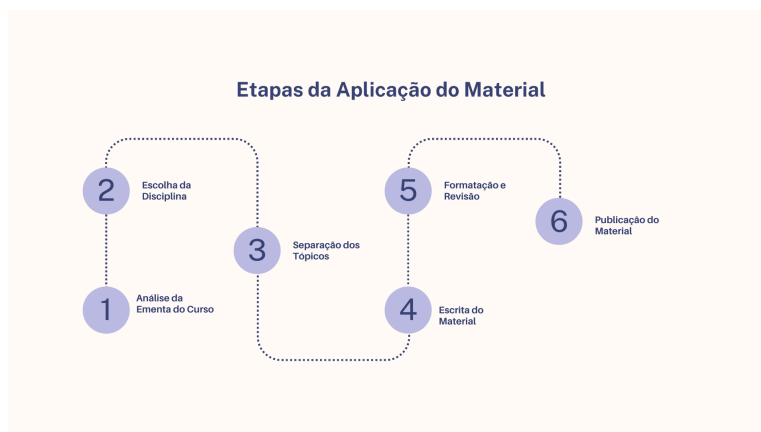 Etapas da Aplicação do Material
1
Análise da
Ementa do Curso
2
Escolha da
Disciplina
3
Separação dos
Tópicos
4
Escrita do
Material
5
Formatação e
Revisão
6
Publicação do
Material